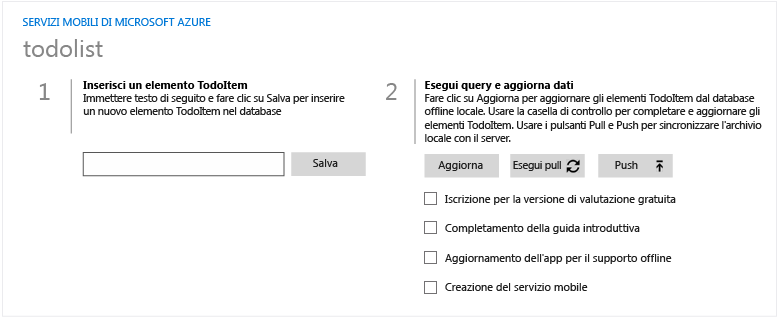 SERVIZI MOBILI DI MICROSOFT AZURE
todolist
1
Inserisci un elemento TodoItem
Immettere testo di seguito e fare clic su Salva per inserire
un nuovo elemento TodoItem nel database
Salva
2
Esegui query e aggiorna dati
Fare clic su Aggiorna per aggiornare gli elementi TodoItem dal database
offline locale. Usare la casella di controllo per completare e aggiornare gli
elementi TodoItem. Usare i pulsanti Pull e Push per sincronizzare l'archivio
locale con il server.
Aggiorna
Esegui pull
Push
Iscrizione per la versione di valutazione gratuita
Completamento della guida introduttiva
Aggiornamento dell'app per il supporto offline
Creazione del servizio mobile